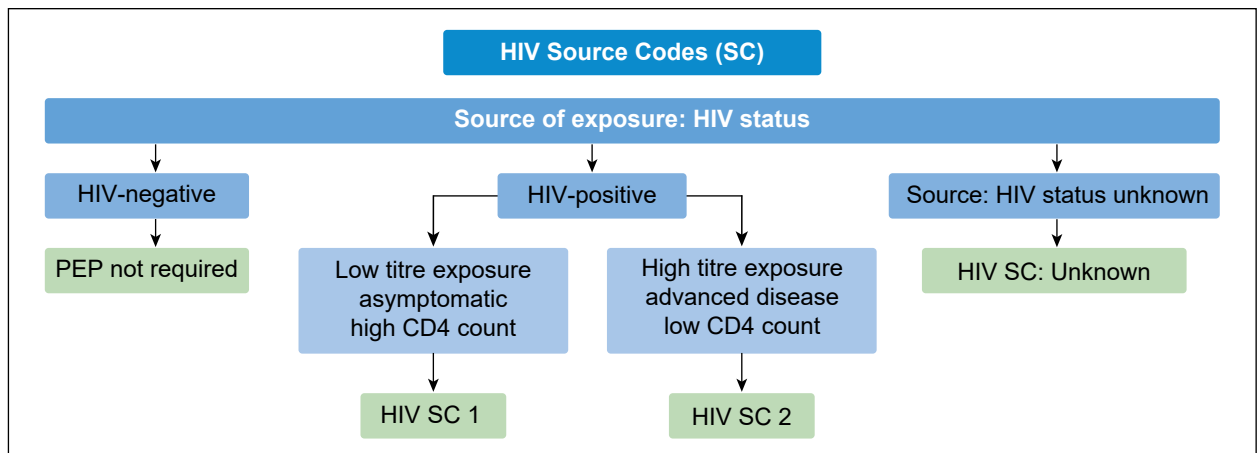 HIV Source Codes (SC)
Source of exposure: HIV status
HIV-negative
HIV-positive
Source: HIV status unknown
PEP not required
Low titre exposure
asymptomatic
high CD4 count
High titre exposure
advanced disease
low CD4 count
HIV SC: Unknown
HIV SC 1
HIV SC 2